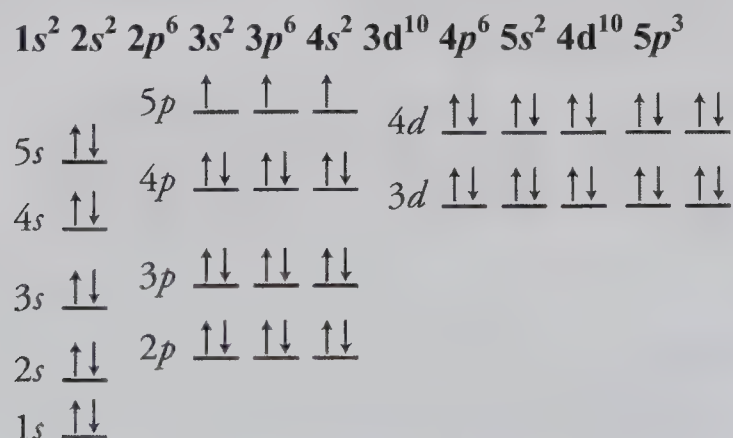 1s² 2s² 2p⁶ 3s² 3p⁶ 4s² 3d¹⁰ 4p⁶ 5s² 4d¹⁰ 5p³
5p ↑ ↑ ↑
4d ↑↓ ↑↓ ↑↓ ↑↓ ↑↓
5s ↑↓
4p ↑↓ ↑↓ ↑↓
3d ↑↓ ↑↓ ↑↓ ↑↓ ↑↓
4s ↑↓
3p ↑↓ ↑↓ ↑↓
3s ↑↓
2p ↑↓ ↑↓ ↑↓
2s ↑↓
1s ↑↓